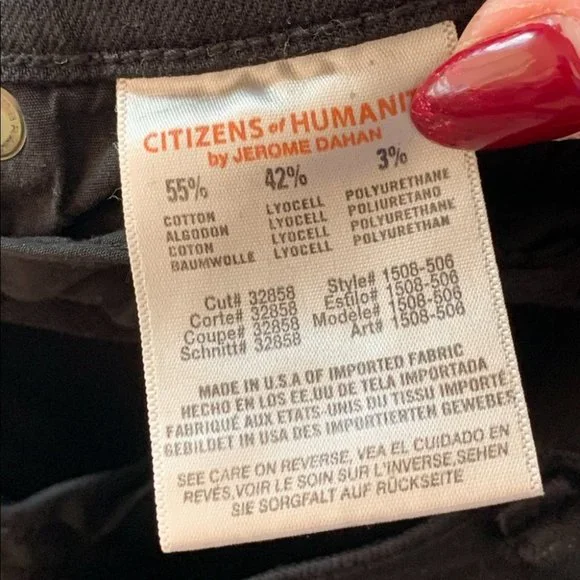 CITIZENS of HUMANIT
by JEROME DAHAN
55% 42% 3%
COTTON LYOCELL POLYURETHANE
ALGODON LYOCELL POLIURETANO
COTON LYOCELL POLYURETHANE
BAUMWOLLE LYOCELL POLYURETHAN
Cut# 32858 Style# 1508-506
Corte# 32858 Estilo# 1508-506
Coupe# 32858 Modele# 1508-506
Schnitt# 32858 Art# 1508-506
MADE IN U.S.A OF IMPORTED FABRIC
HECHO EN LOS EE.UU DE TELA IMPORTADA
FABRIQUÉ AUX ETATS-UNIS DU TISSU IMPORTÉ
GEBILDET IN USA DES IMPORTIERTEN GEWEBES
SEE CARE ON REVERSE, VEA EL CUIDADO EN
REVÉS,VOIR LE SOIN SUR L'INVERSE,SEHEN
SIE SORGFALT AUF RÜCKSEITE